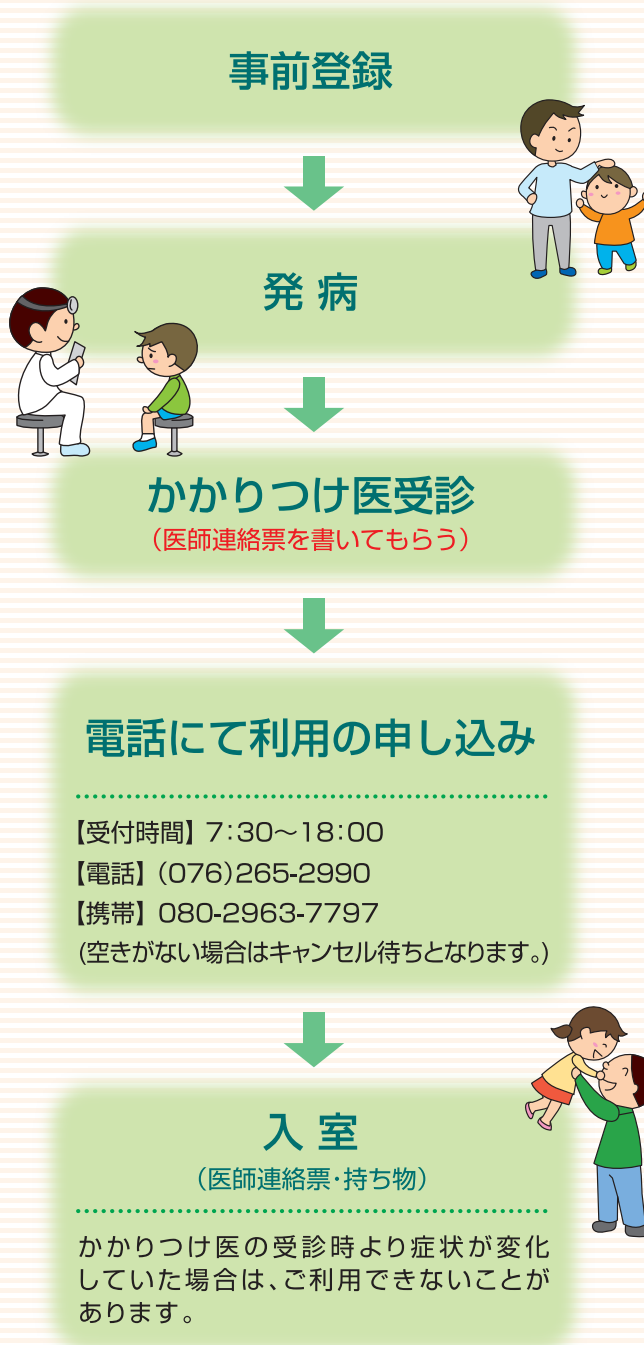 事前登録
発病
かかりつけ医受診
（医師連絡票を書いてもらう）
電話にて利用の申し込み
【受付時間】7：30～18：00
【電話】（076）265-2990
【携帯】080-2963-7797
(空きがない場合はキャンセル待ちとなります。)
入室
（医師連絡票・持ち物）
かかりつけ医の受診時より症状が変化
していた場合は、ご利用できないことが
あります。